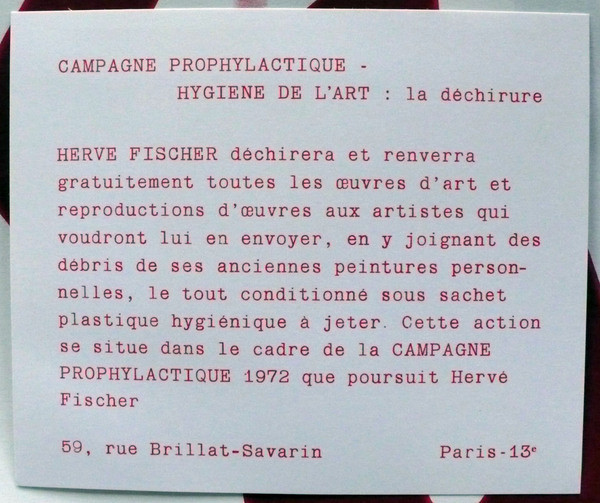 CAMPAGNE PROPHYLACTIQUE -
HYGIENE DE L'ART : la déchirure
HERVE FISCHER déchirera et renverra
gratuitement toutes les œuvres d'art et
reproductions d'œuvres aux artistes qui
voudront lui en envoyer, en y joignant des
débris de ses anciennes peintures person-
nelles, le tout conditionné sous sachet
plastique hygiénique à jeter. Cette action
se situe dans le cadre de la CAMPAGNE
PROPHYLACTIQUE 1972 que poursuit Hervé
Fischer
59, rue Brillat-Savarin Paris-13ᵉ